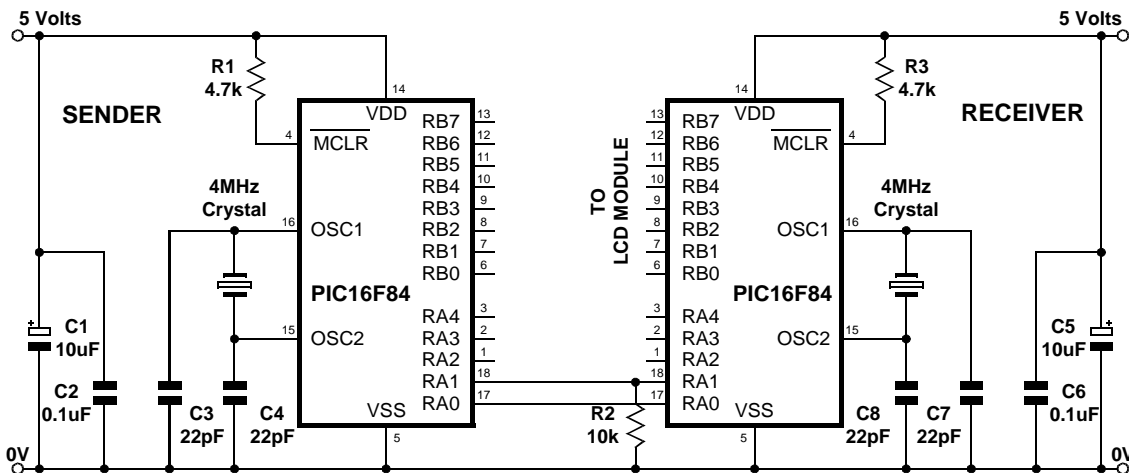 5 Volts
5 Volts
R1
4.7k
R3
4.7k
SENDER
RECEIVER
14
VDD
4
MCLR
RB7
13
RB6
12
RB5
11
RB4
10
RB3
9
RB2
8
RB1
7
RB0
6
4MHz
Crystal
16
OSC1
PIC16F84
15
OSC2
RA4
3
RA3
2
RA2
1
RA1
18
RA0
17
VSS
5
C1
10uF
+
C2
0.1uF
C3
22pF
C4
22pF
TO
LCD MODULE
R2
10k
14
VDD
13
RB7
12
RB6
11
RB5
10
RB4
9
RB3
8
RB2
7
RB1
6
RB0
4
MCLR
4MHz
Crystal
16
OSC1
PIC16F84
15
OSC2
3
RA4
2
RA3
1
RA2
18
RA1
17
RA0
VSS
5
C8
22pF
C7
22pF
C5
10uF
+
C6
0.1uF
0V
0V